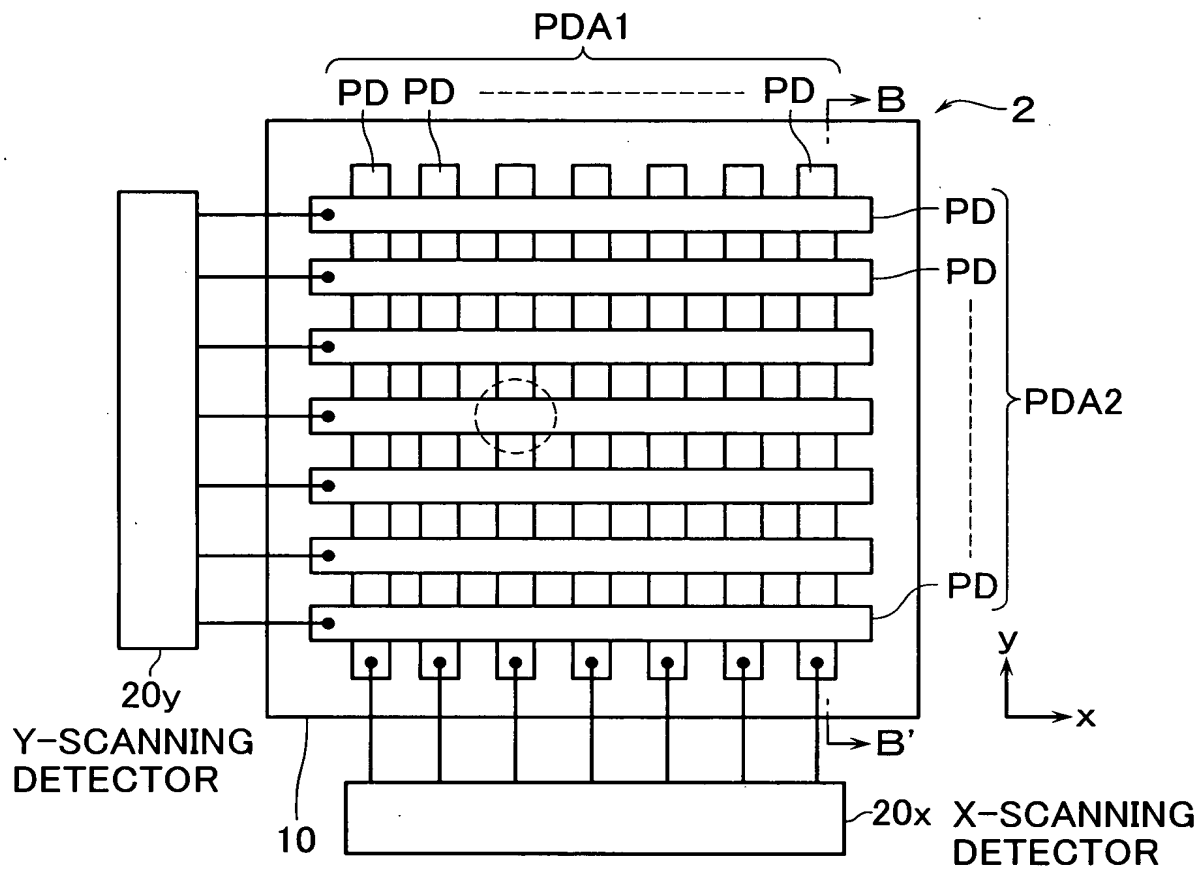 PDA1
PD PD PD
B
2
PD
PD
PDA2
PD
20y
Y-SCANNING
DETECTOR
10
y
x
B'
20x
X-SCANNING
DETECTOR